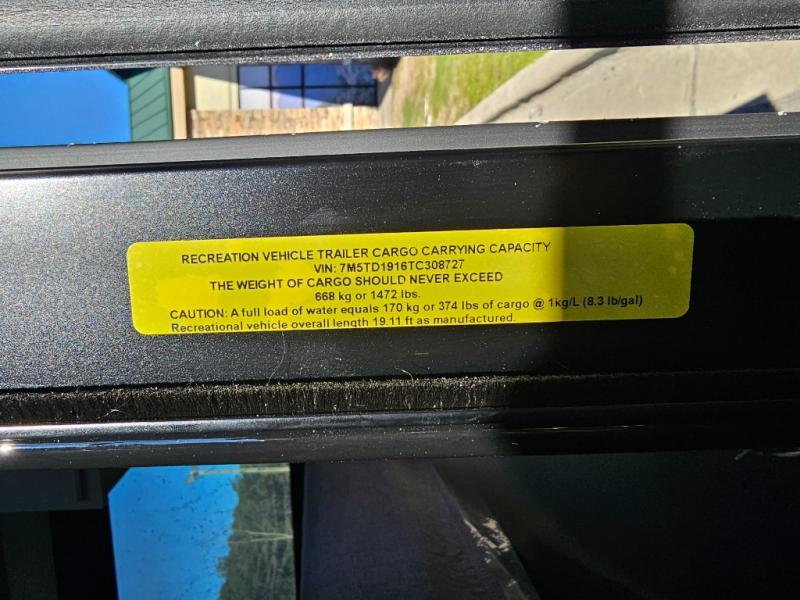 RECREATION VEHICLE TRAILER CARGO CARRYING CAPACITY
VIN: 7M5TD1916TC308727
THE WEIGHT OF CARGO SHOULD NEVER EXCEED
668 kg or 1472 lbs.
CAUTION: A full load of water equals 170 kg or 374 lbs of cargo @ 1kg/L (8.3 lb/gal)
Recreational vehicle overall length 19.11 ft as manufactured.